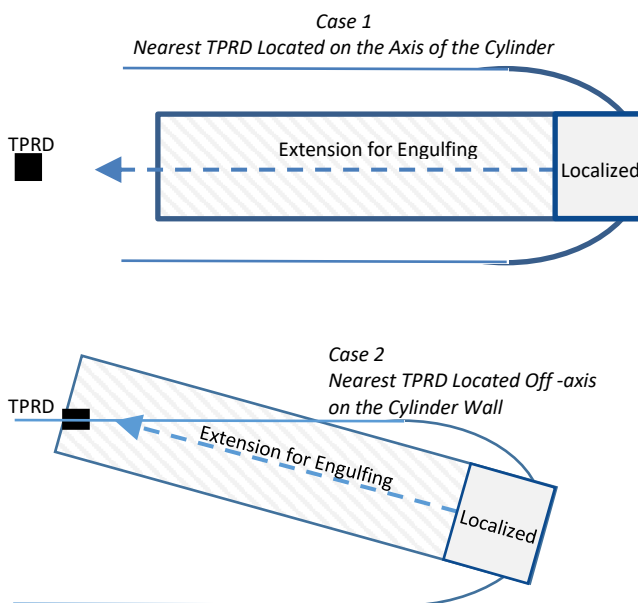 Case 1
Nearest TPRD Located on the Axis of the Cylinder
TPRD
Extension for Engulfing
Localized
Case 2
Nearest TPRD Located Off -axis
on the Cylinder Wall
TPRD
Extension for Engulfing
Localized